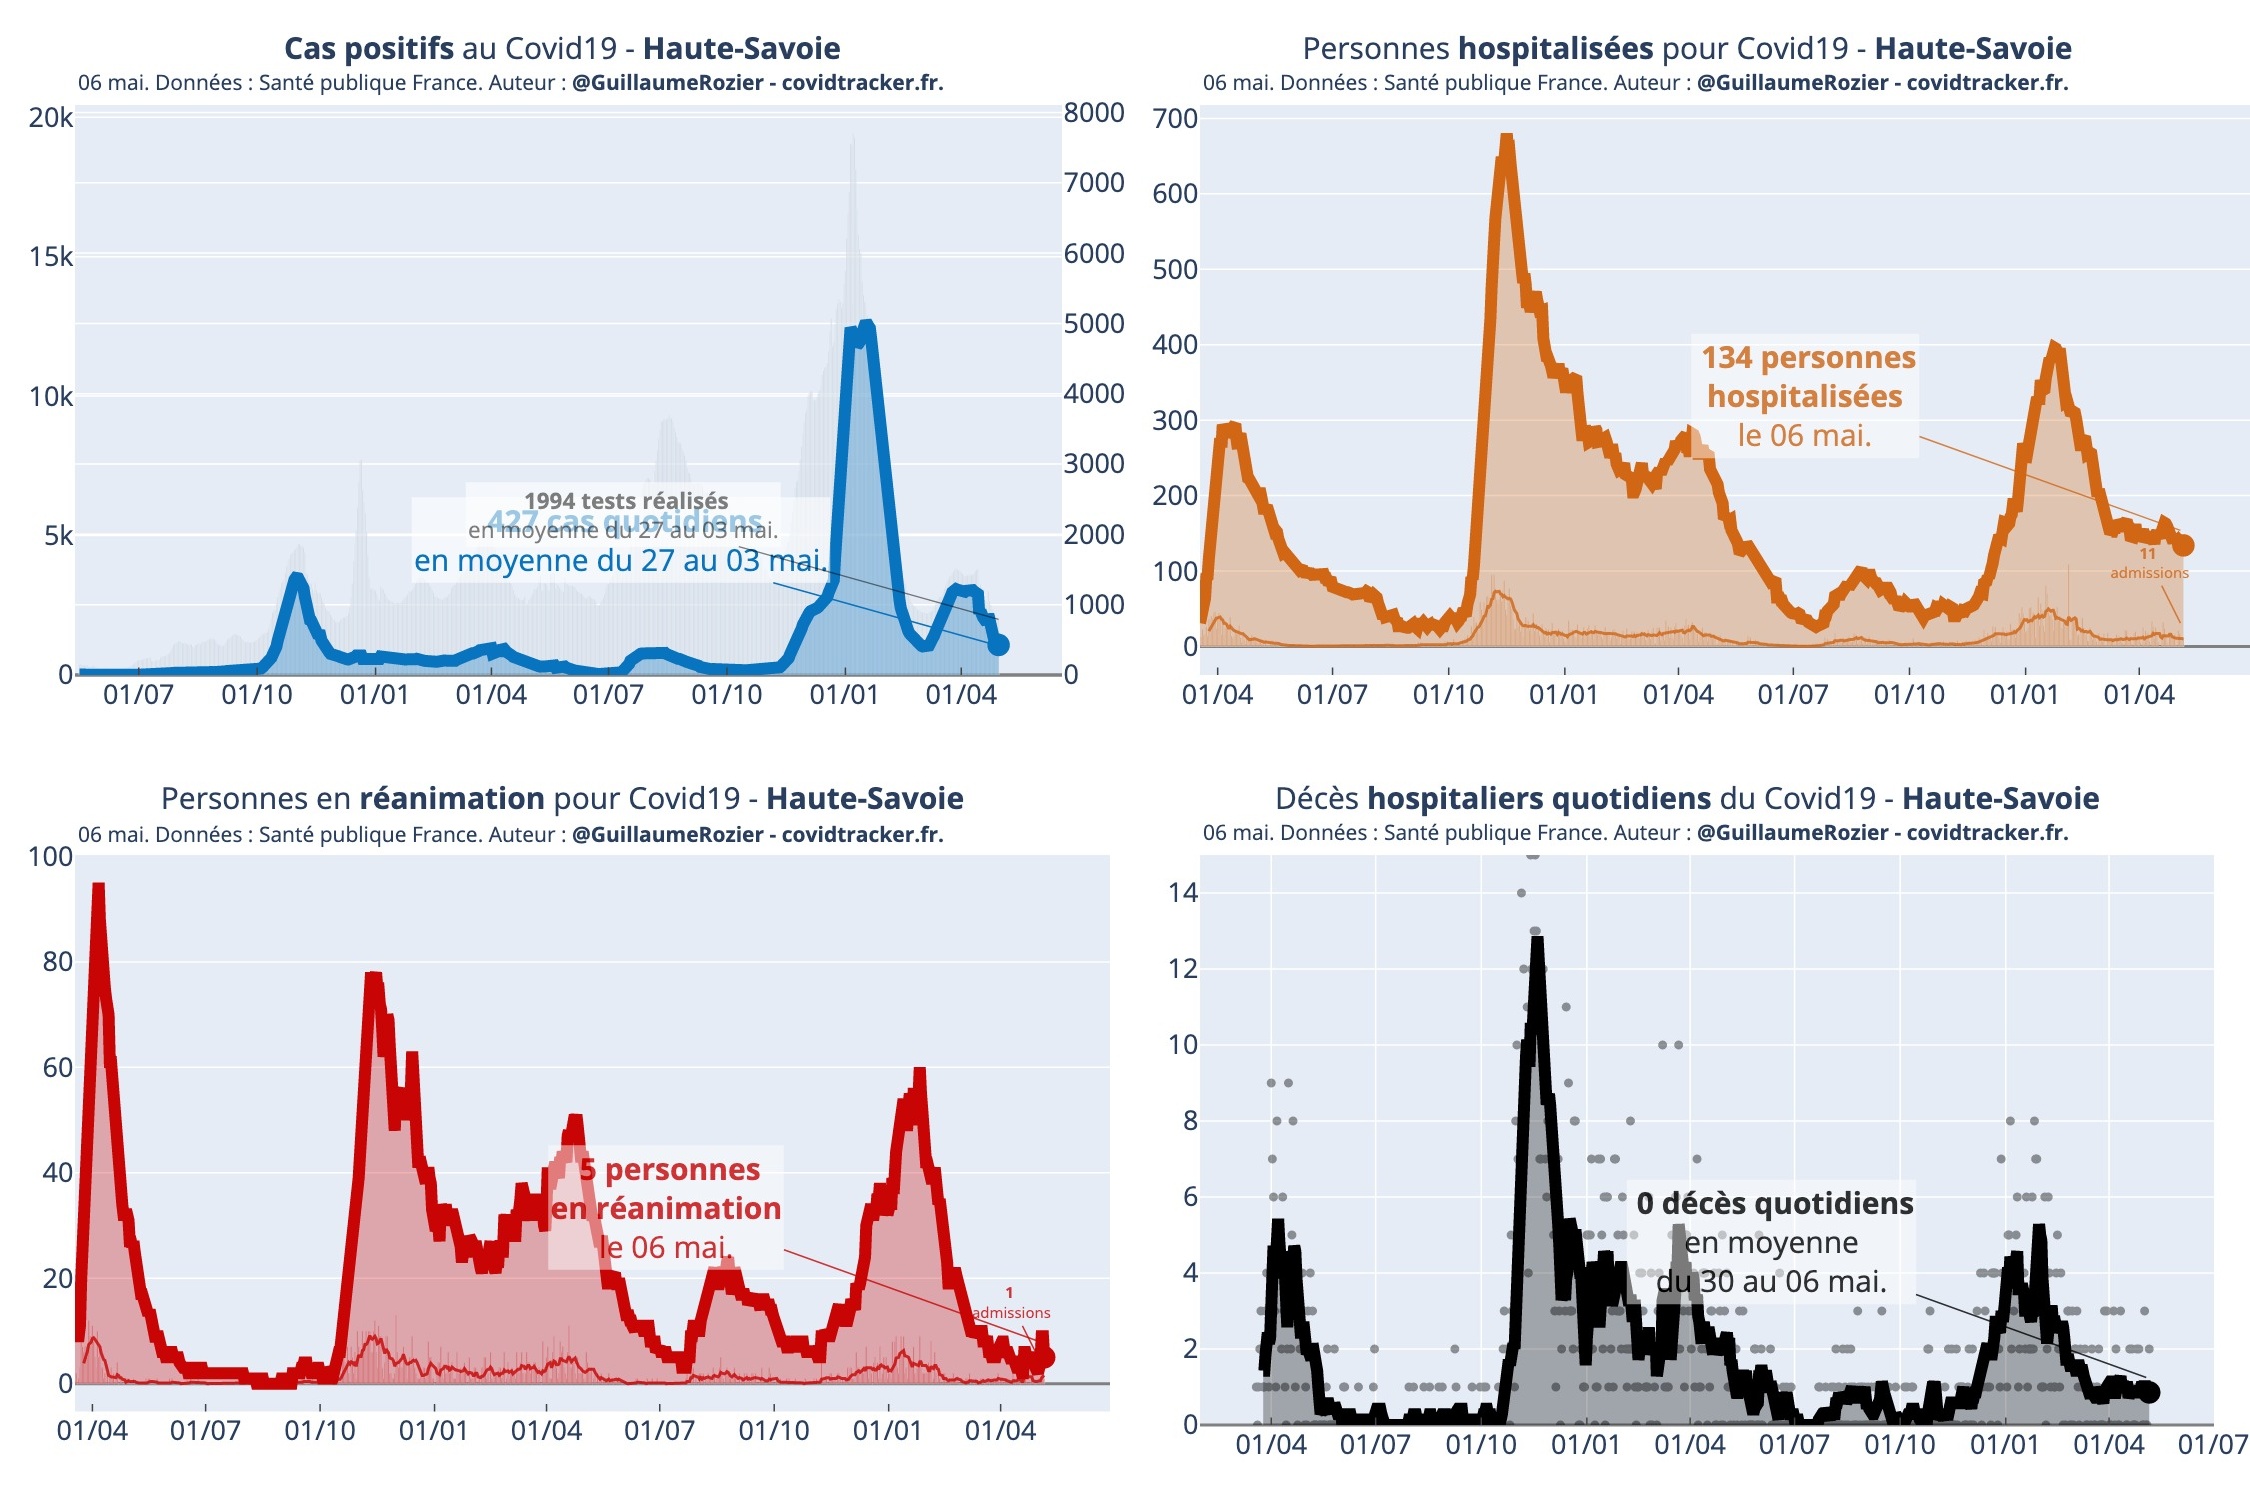 Cas positifs au Covid19 - Haute-Savoie
06 mai. Données : Santé publique France. Auteur : @GuillaumeRozier - covidtracker.fr.
20k
15k
10k
5k
0
8000
7000
6000
5000
4000
3000
2000
1000
0
1994 tests réalisés
en moyenne du 27 au 03 mai.
427 cas quotidiens
en moyenne du 27 au 03 mai.
01/07 01/10 01/01 01/04 01/07 01/10 01/01 01/04
Personnes hospitalisées pour Covid19 - Haute-Savoie
06 mai. Données : Santé publique France. Auteur : @GuillaumeRozier - covidtracker.fr.
700
600
500
400
300
200
100
0
134 personnes
hospitalisées
le 06 mai.
11
admissions
01/04 01/07 01/10 01/01 01/04 01/07 01/10 01/01 01/04
Personnes en réanimation pour Covid19 - Haute-Savoie
06 mai. Données : Santé publique France. Auteur : @GuillaumeRozier - covidtracker.fr.
100
80
60
40
20
0
5 personnes
en réanimation
le 06 mai.
1
admissions
01/04 01/07 01/10 01/01 01/04 01/07 01/10 01/01 01/04
Décès hospitaliers quotidiens du Covid19 - Haute-Savoie
06 mai. Données : Santé publique France. Auteur : @GuillaumeRozier - covidtracker.fr.
14
12
10
8
6
4
2
0
0 décès quotidiens
en moyenne
du 30 au 06 mai.
01/04 01/07 01/10 01/01 01/04 01/07 01/10 01/01 01/04 01/07